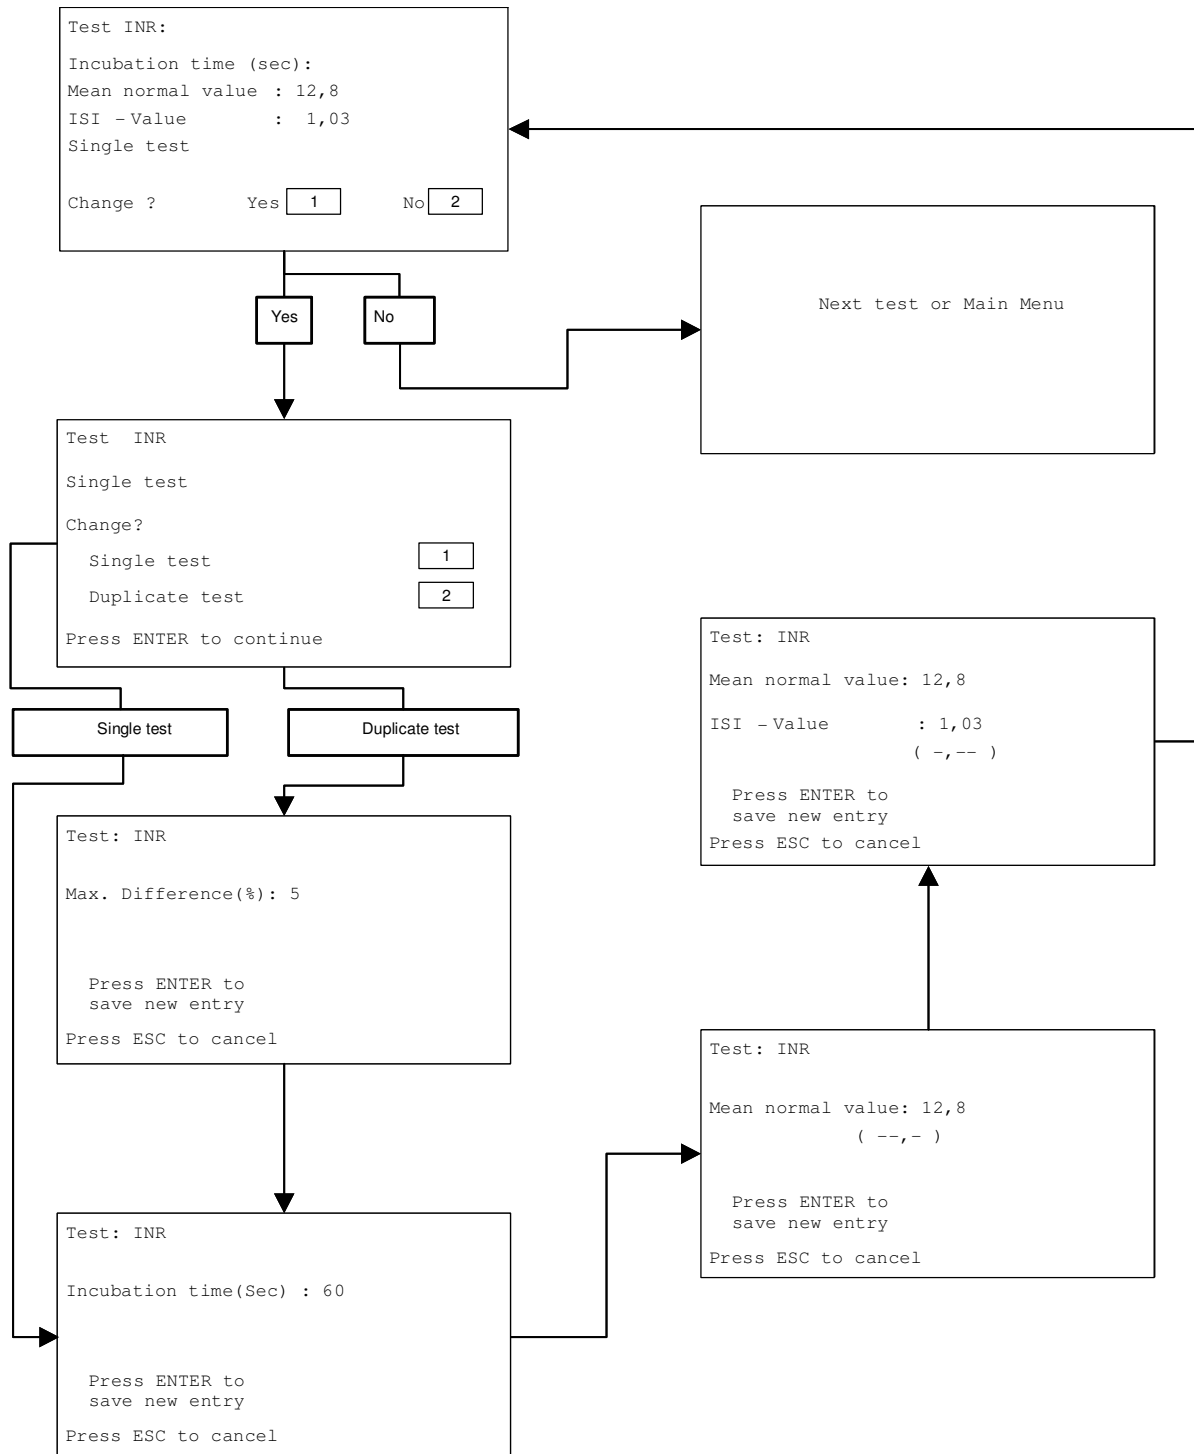 Test INR:
Incubation time (sec):
Mean normal value : 12,8
ISI -Value : 1,03
Single test
Change ? Yes 1 No 2
Yes
No
Next test or Main Menu
Test INR
Single test
Change?
Single test 1
Duplicate test 2
Press ENTER to continue
Single test
Duplicate test
Test: INR
Max. Difference(%): 5
Press ENTER to
save new entry
Press ESC to cancel
Test: INR
Incubation time(Sec) : 60
Press ENTER to
save new entry
Press ESC to cancel
Test: INR
Mean normal value: 12,8
( --,- )
Press ENTER to
save new entry
Press ESC to cancel
Test: INR
Mean normal value: 12,8
ISI -Value : 1,03
( -,-- )
Press ENTER to
save new entry
Press ESC to cancel